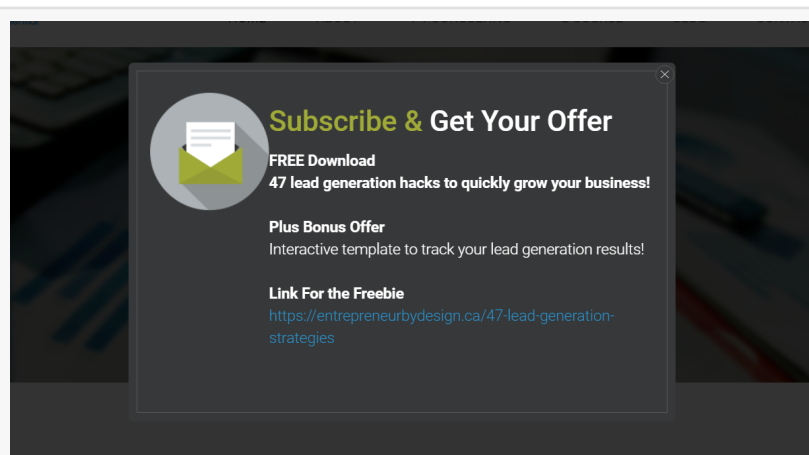 Subscribe & Get Your Offer
FREE Download
47 lead generation hacks to quickly grow your business!
Plus Bonus Offer
Interactive template to track your lead generation results!
Link For the Freebie
https://entrepreneurbydesign.ca/47-lead-generation-
strategies